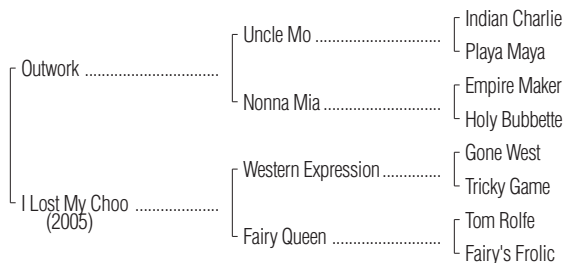 Indian Charlie
Uncle Mo ................................
Playa Maya
Outwork ................................
Empire Maker
Nonna Mia ............................
Holy Bubbette
Gone West
Western Expression ..............
Tricky Game
I Lost My Choo ....................
(2005)
Tom Rolfe
Fairy Queen ..........................
Fairy's Frolic